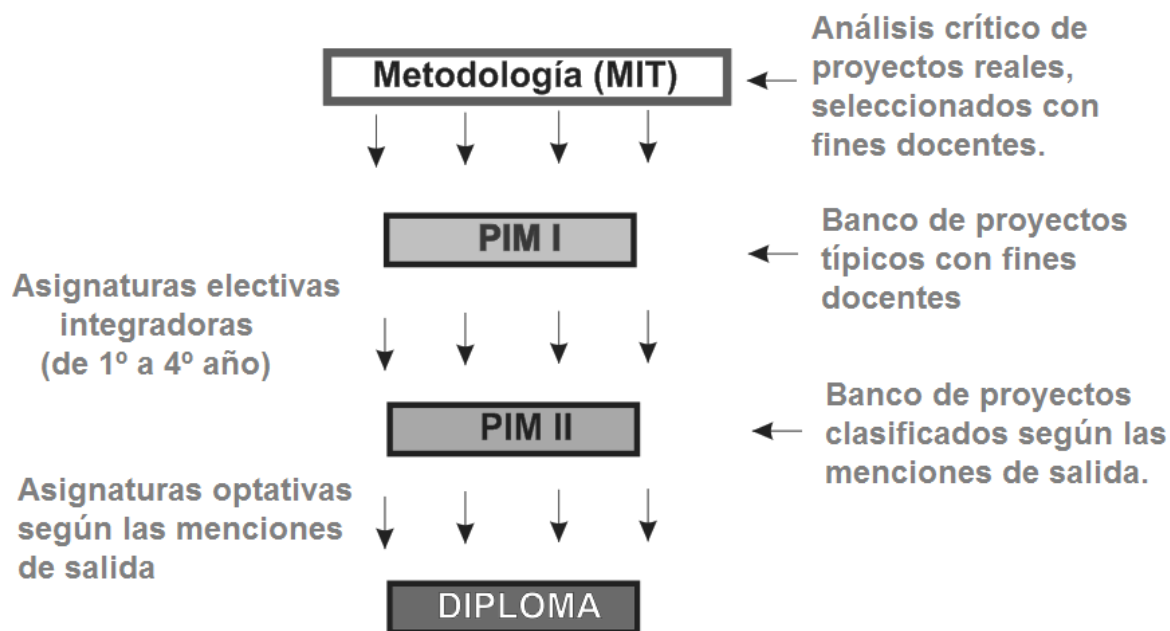 Metodología (MIT)
Análisis crítico de
proyectos reales,
seleccionados con
fines docentes.
PIM I
Banco de proyectos
típicos con fines
docentes
Asignaturas electivas
integradoras
(de 1º a 4º año)
PIM II
Banco de proyectos
clasificados según las
menciones de salida.
Asignaturas optativas
según las menciones
de salida
DIPLOMA